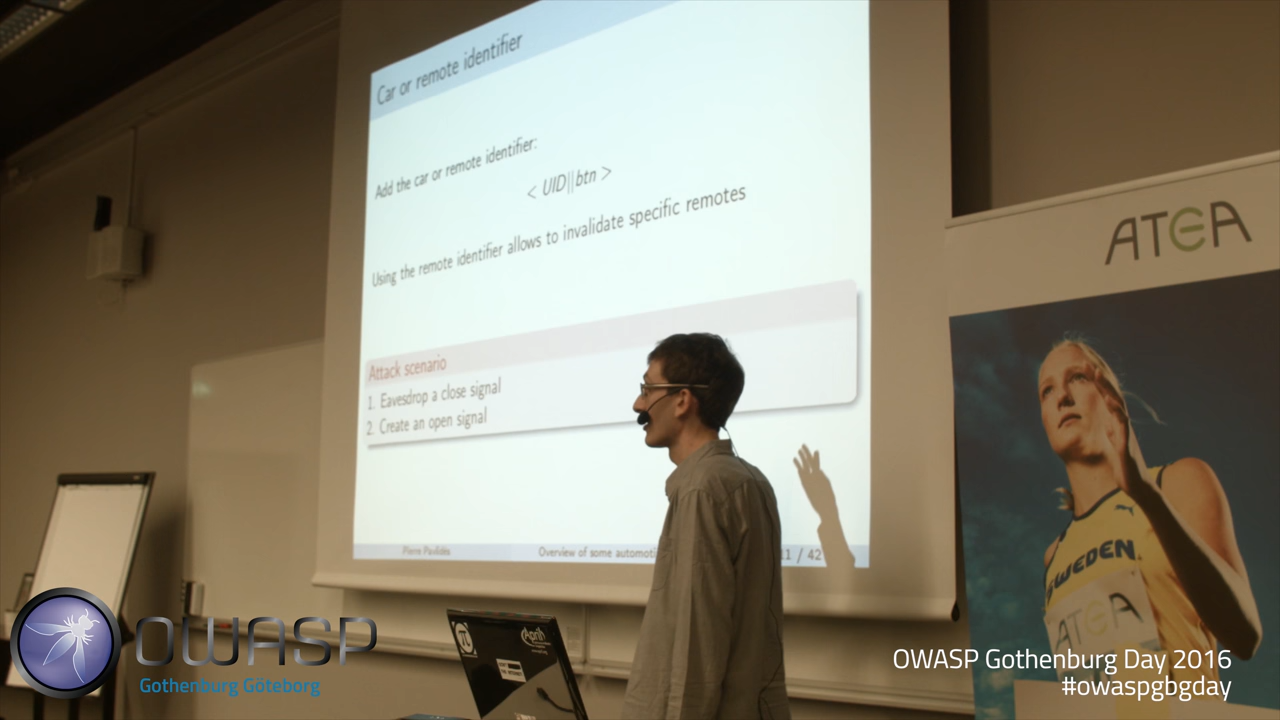 Car or remote identifier
Add the car or remote identifier:
< UID||btn >
Using the remote identifier allows to invalidate specific remotes
Attack scenario
1. Eavesdrop a close signal
2. Create an open signal
Pierre Pavlidès
Overview of some automoti
11 / 42
ATEA
SWEDEN
ATEA
π
April
OWASP
Gothenburg Göteborg
OWASP Gothenburg Day 2016
#owaspgbgday